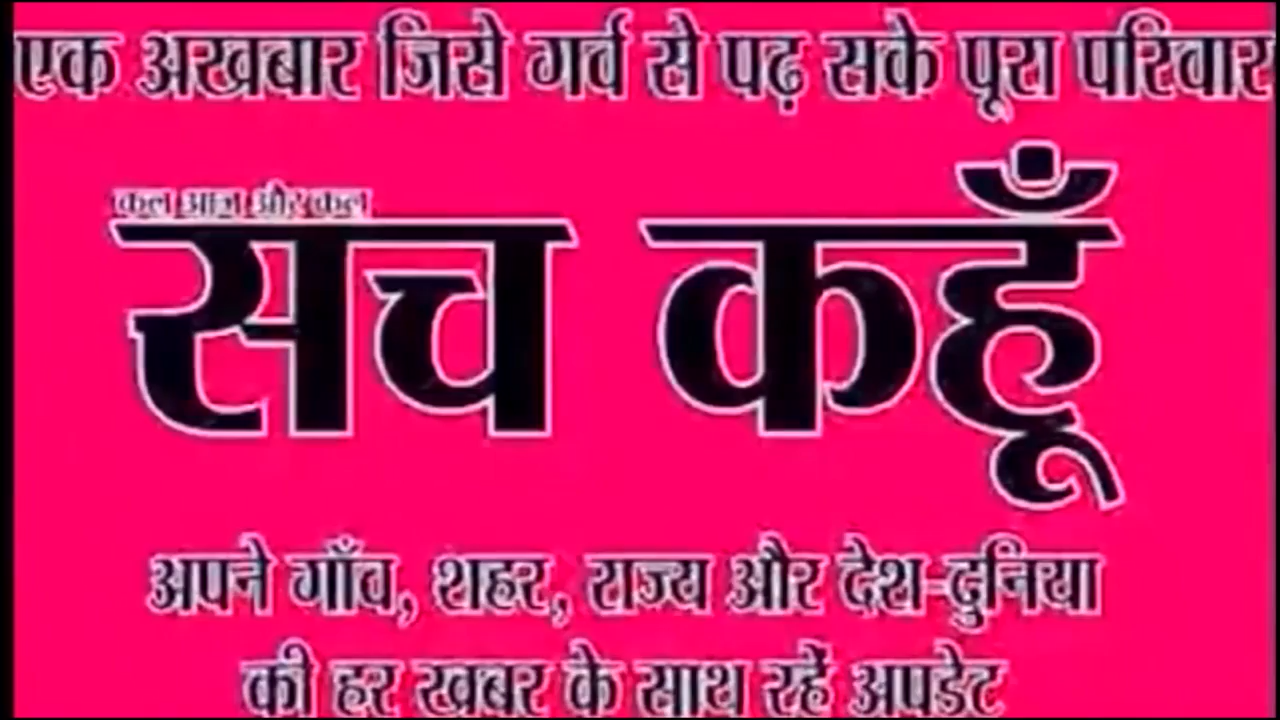 एक अखबार जिसे गर्व से पढ़ सके पूरा परिवार
कल आज और कल
सच कहूँ
अपने गाँव, शहर, राज्य और देश-दुनिया
की हर खबर के साथ रहें अपडेट